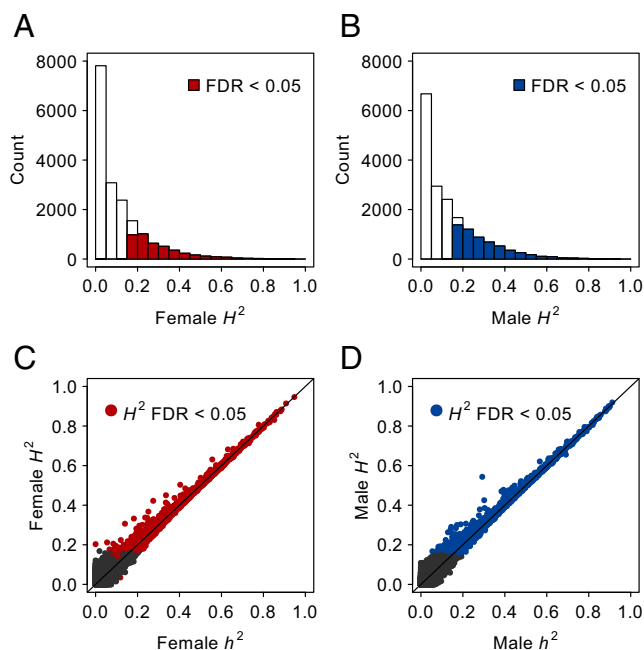 A
8000
6000
4000
2000
0
Count
FDR < 0.05
0.0 0.2 0.4 0.6 0.8 1.0
Female H²
B
8000
6000
4000
2000
0
Count
FDR < 0.05
0.0 0.2 0.4 0.6 0.8 1.0
Male H²
C
1.0
0.8
0.6
0.4
0.2
0.0
Female H²
H² FDR < 0.05
0.0 0.2 0.4 0.6 0.8 1.0
Female h²
D
1.0
0.8
0.6
0.4
0.2
0.0
Male H²
H² FDR < 0.05
0.0 0.2 0.4 0.6 0.8 1.0
Male h²